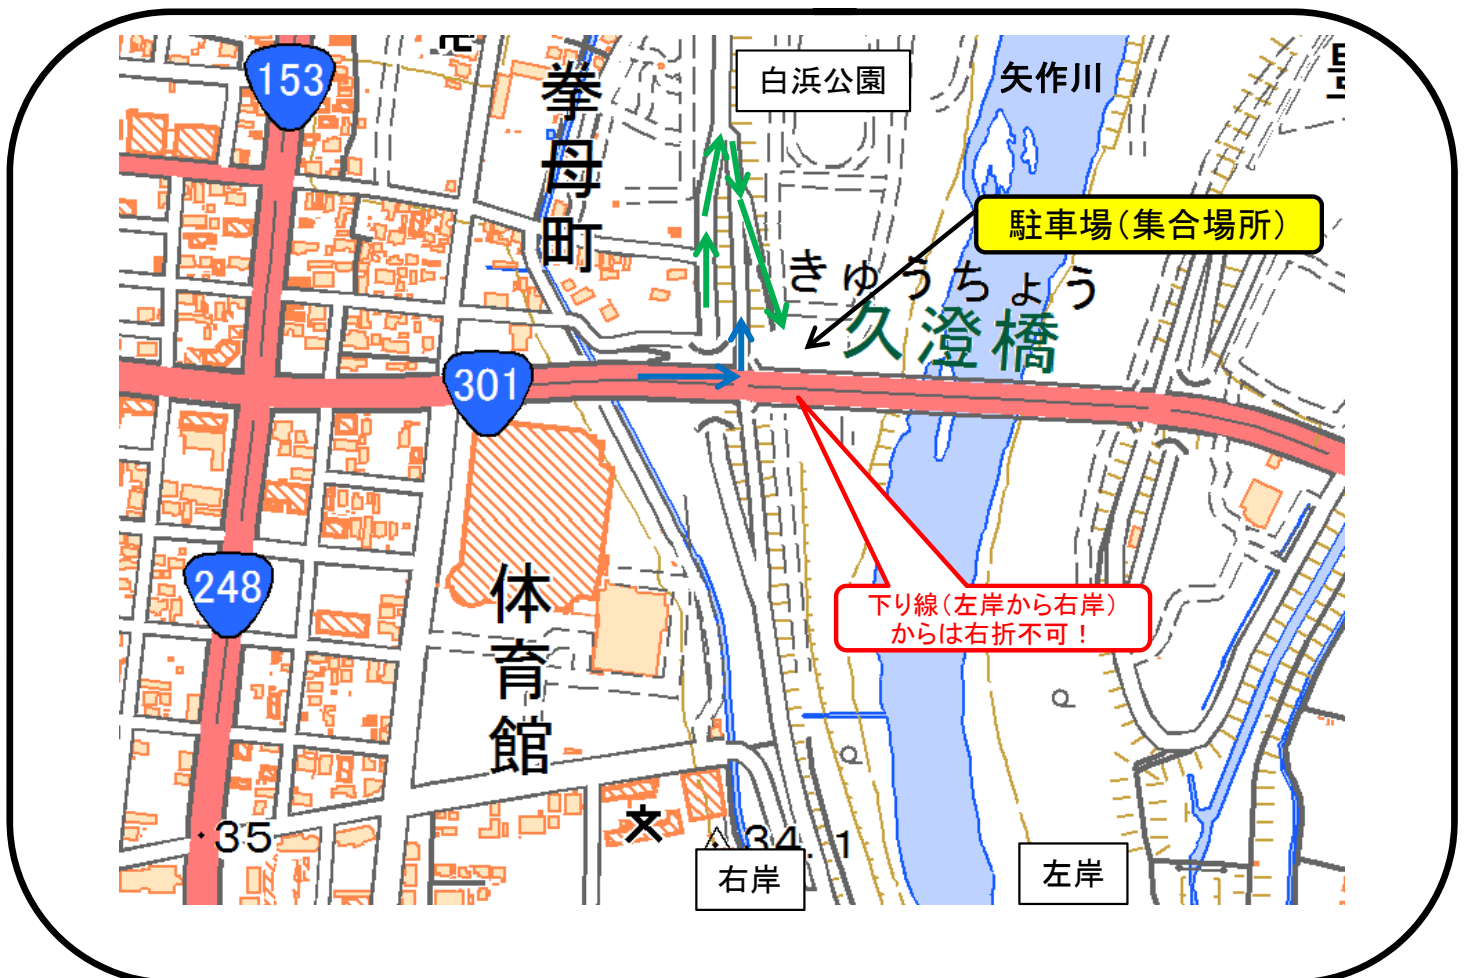 153
拳母町
白浜公園
矢作川
駐車場(集合場所)
きゅうちょう
久澄橋
301
248
体育館
下り線(左岸から右岸)
からは右折不可！
35
34.1
右岸
左岸